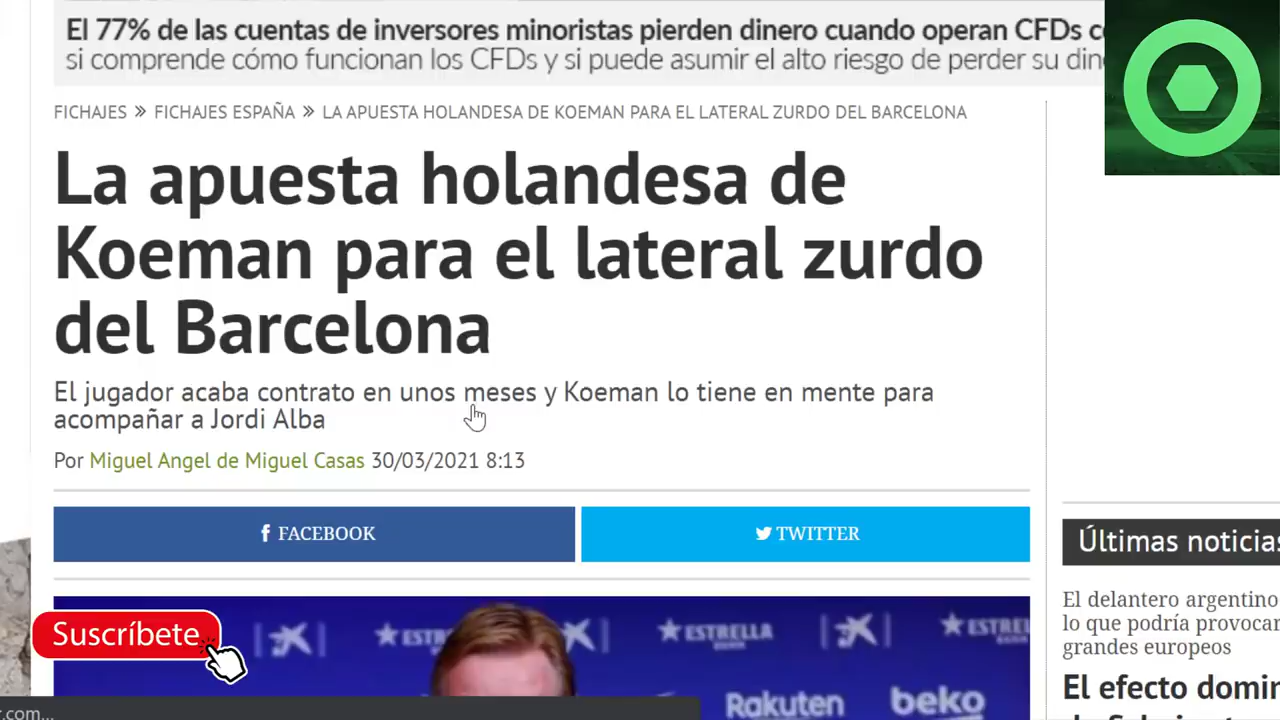 El 77% de las cuentas de inversores minoristas pierden dinero cuando operan CFDs
si comprende cómo funcionan los CFDs y si puede asumir el alto riesgo de perder su
FICHAJES » FICHAJES ESPAÑA » LA APUESTA HOLANDESA DE KOEMAN PARA EL LATERAL ZURDO DEL BARCELONA
La apuesta holandesa de
Koeman para el lateral zurdo
del Barcelona
El jugador acaba contrato en unos meses y Koeman lo tiene en mente para
acompañar a Jordi Alba
Por Miguel Angel de Miguel Casas 30/03/2021 8:13
f FACEBOOK
TWITTER
Últimas noticias
El delantero argentino
lo que podría provocar
grandes europeos
El efecto
Suscríbete
ESTRELLA
Rakuten
beko